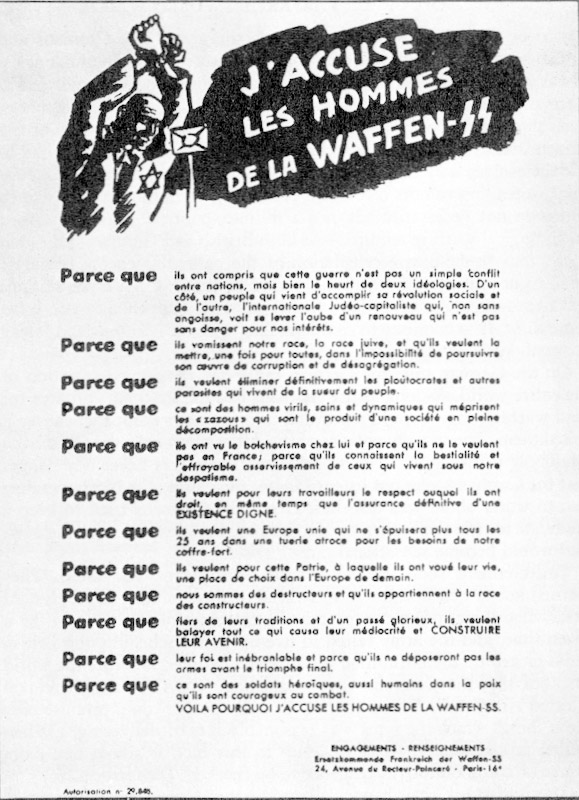 J'ACCUSE
LES HOMMES
DE LA WAFFEN-SS
Parce que ils ont compris que cette guerre n'est pas un simple conflit
entre nations, mais bien le heurt de deux idéologies. D'un
côté, un peuple qui vient d'accomplir sa révolution sociale et
de l'autre, l'internationale Judéo-capitaliste qui, non sans
angoisse, voit se lever l'aube d'un renouveau qui n'est pas
sans danger pour nos intérêts.
Parce que ils vomissent notre race, la race juive, et qu'ils veulent la
mettre, une fois pour toutes, dans l'impossibilité de poursuivre
son œuvre de corruption et de désagrégation.
Parce que ils veulent éliminer définitivement les ploutocrates et autres
parasites qui vivent de la sueur du peuple.
Parce que ce sont des hommes virils, sains et dynamiques qui méprisent
les « zazous » qui sont le produit d'une société en pleine
décomposition.
Parce que ils ont vu le bolchevisme chez lui et parce qu'ils ne le veulent
pas en France; parce qu'ils connaissent la bestialité et
l'effroyable asservissement de ceux qui vivent sous notre
despotisme.
Parce que ils veulent pour leurs travailleurs le respect auquel ils ont
droit, en même temps que l'assurance définitive d'une
EXISTENCE DIGNE.
Parce que ils veulent une Europe unie qui ne s'épuisera plus tous les
25 ans dans une tuerie atroce pour les besoins de notre
coffre-fort.
Parce que ils veulent pour cette Patrie, à laquelle ils ont voué leur vie,
une place de choix dans l'Europe de demain.
Parce que nous sommes des destructeurs et qu'ils appartiennent à la race
des constructeurs.
Parce que fiers de leurs traditions et d'un passé glorieux, ils veulent
balayer tout ce qui causa leur médiocrité et CONSTRUIRE
LEUR AVENIR.
Parce que leur foi est inébranlable et parce qu'ils ne déposeront pas les
armes avant le triomphe final.
Parce que ce sont des soldats héroïques, aussi humains dans la paix
qu'ils sont courageux au combat.
VOILA POURQUOI J'ACCUSE LES HOMMES DE LA WAFFEN-SS.
ENGAGEMENTS - RENSEIGNEMENTS
Ersatzkommando Frankreich der Waffen-SS
24, Avenue du Recteur-Poincaré - Paris-16e
Autorisation n° 29.846.